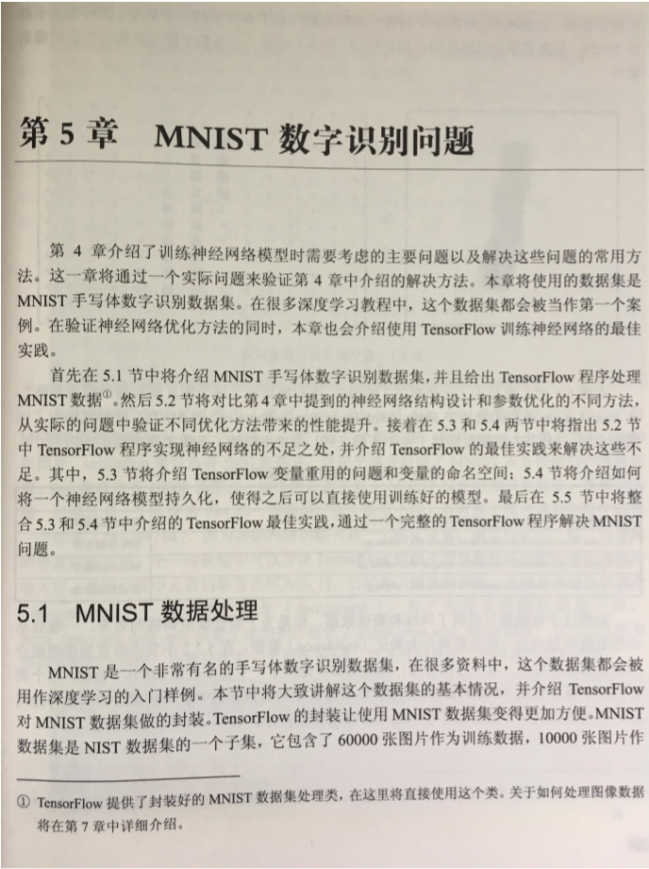 第 5 章 MNIST 数字识别问题
第 4 章介绍了训练神经网络模型时需要考虑的主要问题以及解决这些问题的常用方
法。这一章将通过一个实际问题来验证第 4 章中介绍的解决方法。本章将使用的数据集是
MNIST 手写体数字识别数据集。在很多深度学习教程中，这个数据集都会被当作第一个案
例。在验证神经网络优化方法的同时，本章也会介绍使用 TensorFlow 训练神经网络的最佳
实践。
首先在 5.1 节中将介绍 MNIST 手写体数字识别数据集，并且给出 TensorFlow 程序处理
MNIST 数据①。然后 5.2 节将对比第 4 章中提到的神经网络结构设计和参数优化的不同方法，
从实际的问题中验证不同优化方法带来的性能提升。接着在 5.3 和 5.4 两节中将指出 5.2 节
中 TensorFlow 程序实现神经网络的不足之处，并介绍 TensorFlow 的最佳实践来解决这些不
足。其中，5.3 节将介绍 TensorFlow 变量重用的问题和变量的命名空间；5.4 节将介绍如何
将一个神经网络模型持久化，使得之后可以直接使用训练好的模型。最后在 5.5 节中将整
合 5.3 和 5.4 节中介绍的 TensorFlow 最佳实践，通过一个完整的 TensorFlow 程序解决 MNIST
问题。
5.1 MNIST 数据处理
MNIST 是一个非常有名的手写体数字识别数据集，在很多资料中，这个数据集都会被
用作深度学习的入门样例。本节中将大致讲解这个数据集的基本情况，并介绍 TensorFlow
对 MNIST 数据集做的封装。TensorFlow 的封装让使用 MNIST 数据集变得更加方便。MNIST
数据集是 NIST 数据集的一个子集，它包含了 60000 张图片作为训练数据，10000 张图片作
① TensorFlow 提供了封装好的 MNIST 数据集处理类，在这里将直接使用这个类。关于如何处理图像数据
将在第 7 章中详细介绍。